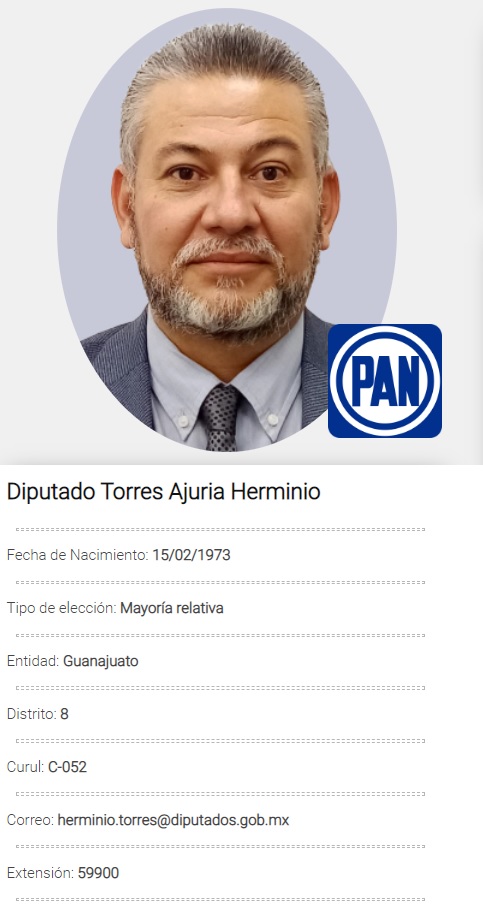 PAN
Diputado Torres Ajuria Herminio
Fecha de Nacimiento: 15/02/1973
Tipo de elección: Mayoría relativa
Entidad: Guanajuato
Distrito: 8
Curul: C-052
Correo: herminio.torres@diputados.gob.mx
Extensión: 59900